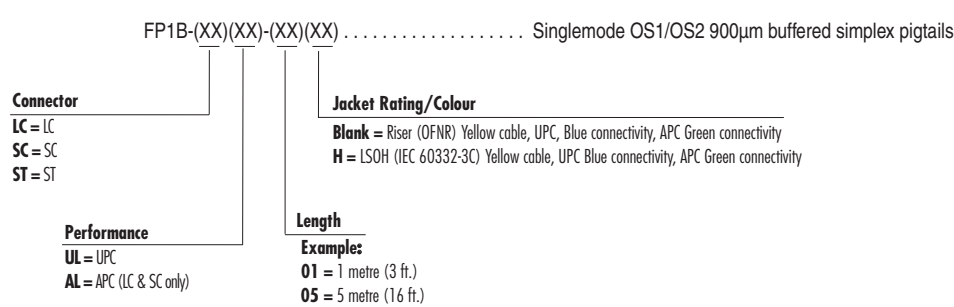 FP1B-(XX)(XX)-(XX)(XX) . . . . . . . . . . . . . . . . . . . Singlemode OS1/OS2 900µm buffered simplex pigtails
Connector
LC = LC
SC = SC
ST = ST
Jacket Rating/Colour
Blank = Riser (OFNR) Yellow cable, UPC, Blue connectivity, APC Green connectivity
H = LSOH (IEC 60332-3C) Yellow cable, UPC Blue connectivity, APC Green connectivity
Performance
UL = UPC
AL = APC (LC & SC only)
Length
Example:
01 = 1 metre (3 ft.)
05 = 5 metre (16 ft.)